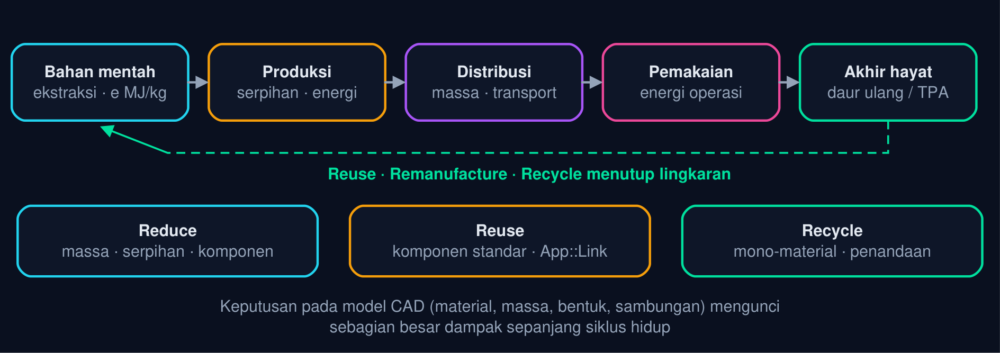 Bahan mentah
ekstraksi · e MJ/kg
Produksi
serpihan · energi
Distribusi
massa · transport
Pemakaian
energi operasi
Akhir hayat
daur ulang / TPA
Reuse · Remanufacture · Recycle menutup lingkaran
Reduce
massa · serpihan · komponen
Reuse
komponen standar · App::Link
Recycle
mono-material · penandaan
Keputusan pada model CAD (material, massa, bentuk, sambungan) mengunci
sebagian besar dampak sepanjang siklus hidup